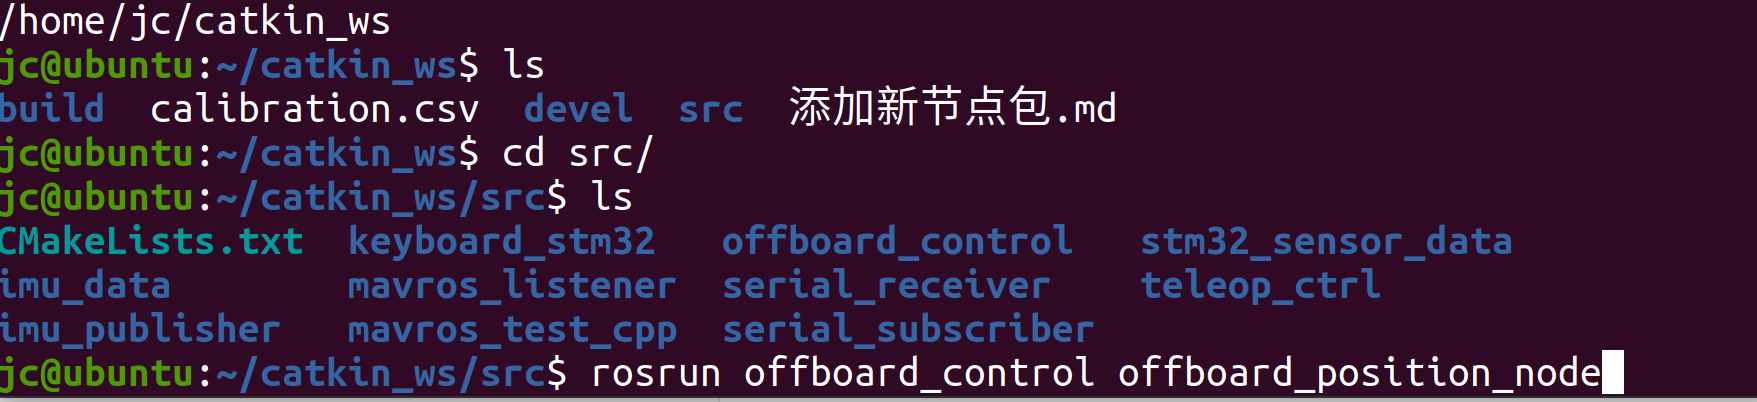 /home/jc/catkin_ws
jc@ubuntu:~/catkin_ws$ ls
build  calibration.csv  devel  src  添加新节点包.md
jc@ubuntu:~/catkin_ws$ cd src/
jc@ubuntu:~/catkin_ws/src$ ls
CMakeLists.txt  keyboard_stm32   offboard_control   stm32_sensor_data
imu_data        mavros_listener  serial_receiver    teleop_ctrl
imu_publisher   mavros_test_cpp  serial_subscriber
jc@ubuntu:~/catkin_ws/src$ rosrun offboard_control offboard_position_node